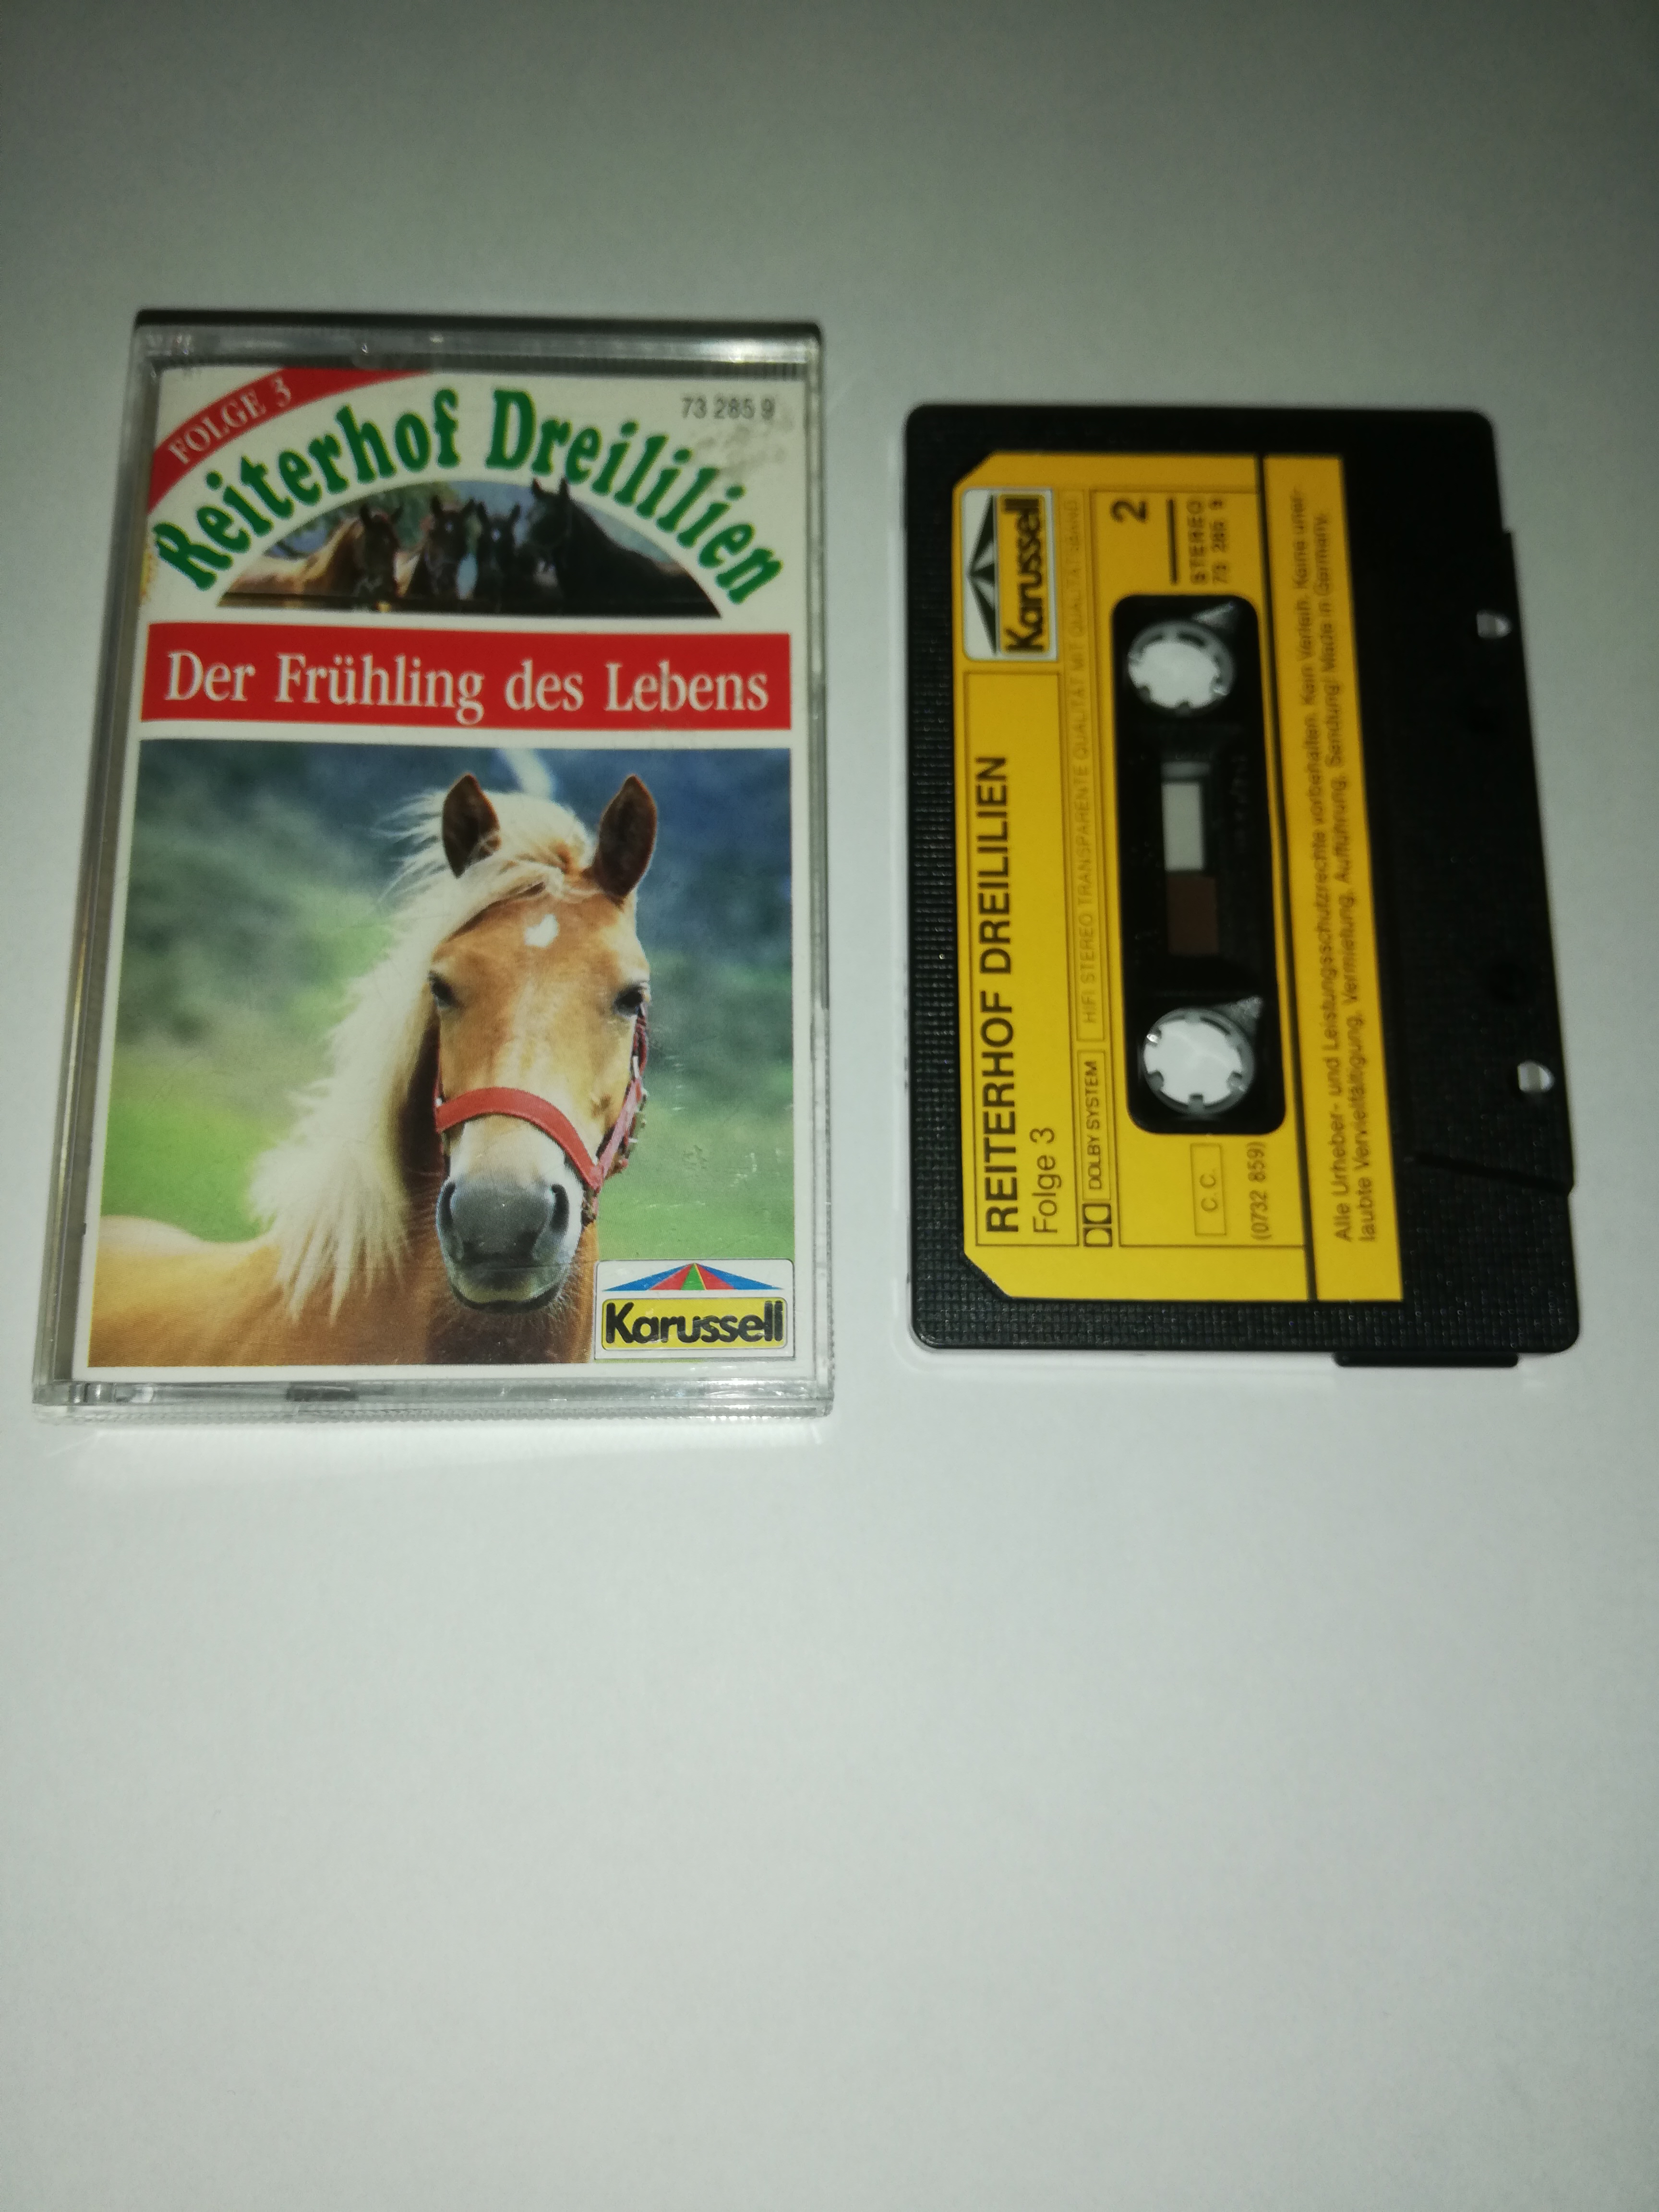 FOLGE 3
73 285 9
Reiterhof Dreililien
Der Frühling des Lebens
Karussell
Karussell
REITERHOF DREILILIEN
Folge 3
DOLBY SYSTEM
HIFI STEREO TRANSPARENTE QUALITÄT MIT QUALITÄTSBAND
2
STEREO
73 285 9
C.C.
(0732 859)
Alle Urheber- und Leistungsschutzrechte vorbehalten. Kein Verleih. Keine uner-
laubte Vervielfältigung, Vermietung, Aufführung, Sendung! Made in Germany.